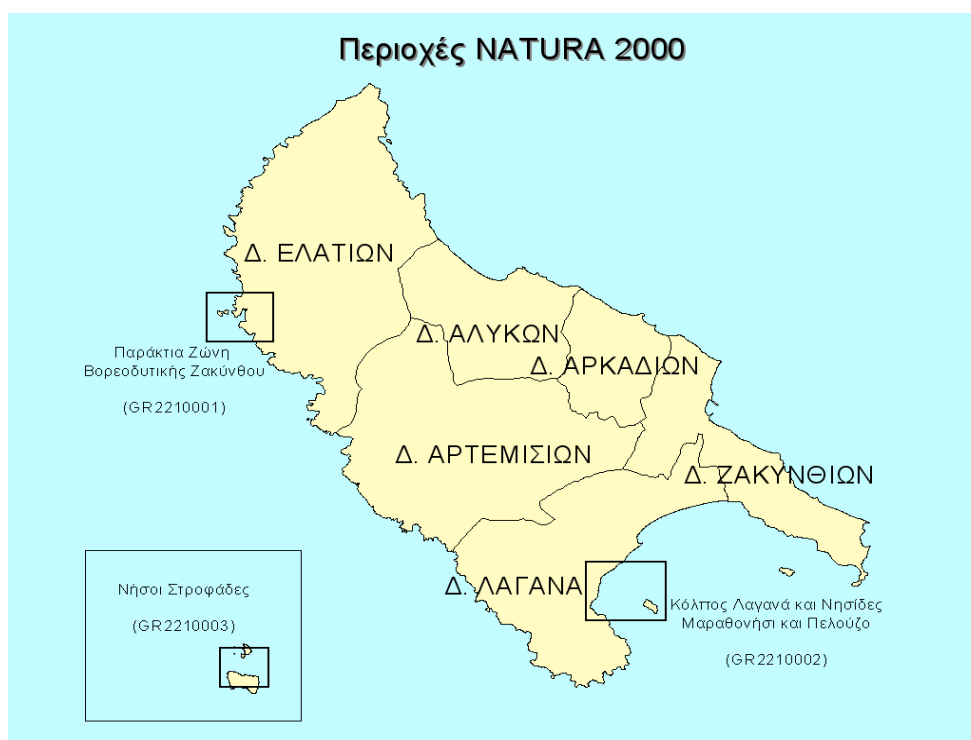 Περιοχές NATURA 2000
Δ. ΕΛΑΤΙΩΝ
Δ. ΑΛΥΚΩΝ
Δ. ΑΡΚΑΔΙΩΝ
Παράκτια Ζώνη
Βορεοδυτικής Ζακύνθου
(GR2210001)
Δ. ΑΡΤΕΜΙΣΙΩΝ
Δ. ΖΑΚΥΝΘΙΩΝ
Δ. ΛΑΓΑΝΑ
Κόλπος Λαγανά και Νησίδες
Μαραθονήσι και Πελούζο
(GR2210002)
Νήσοι Στροφάδες
(GR2210003)